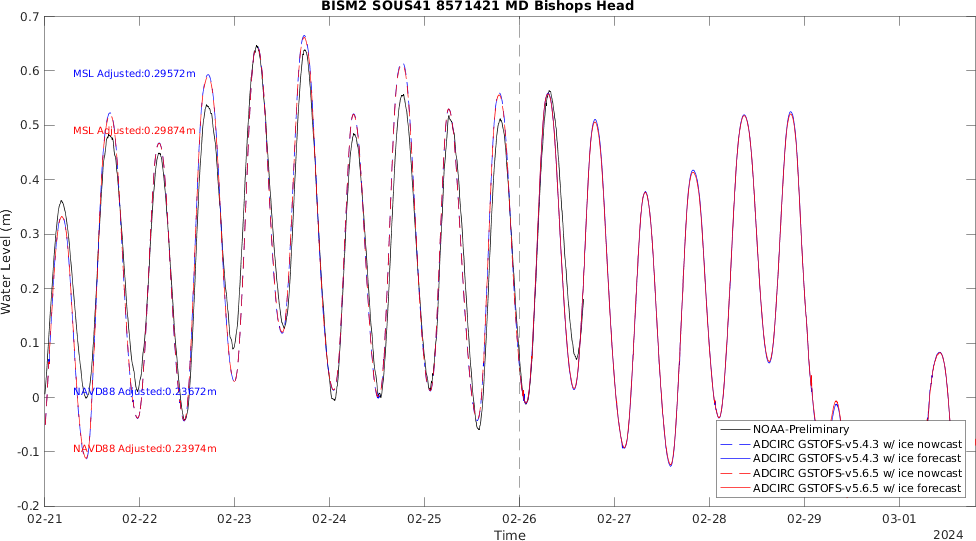 BISM2 SOUS41 8571421 MD Bishops Head
0.7
0.6
0.5
0.4
0.3
0.2
0.1
0
-0.1
-0.2
Water Level (m)
MSL Adjusted:0.29572m
MSL Adjusted:0.29874m
NAVD88 Adjusted:0.23672m
NAVD88 Adjusted:0.23974m
NOAA-Preliminary
ADCIRC GSTOFS-v5.4.3 w/ ice nowcast
ADCIRC GSTOFS-v5.4.3 w/ ice forecast
ADCIRC GSTOFS-v5.6.5 w/ ice nowcast
ADCIRC GSTOFS-v5.6.5 w/ ice forecast
02-21 02-22 02-23 02-24 02-25 02-26 02-27 02-28 02-29 03-01
Time
2024